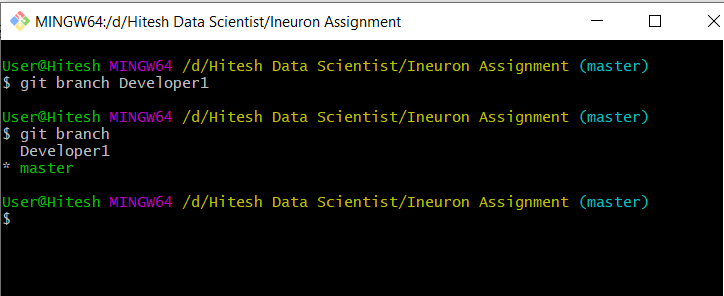 MINGW64:/d/Hitesh Data Scientist/Ineuron Assignment
User@Hitesh MINGW64 /d/Hitesh Data Scientist/Ineuron Assignment (master)
$ git branch Developer1
User@Hitesh MINGW64 /d/Hitesh Data Scientist/Ineuron Assignment (master)
$ git branch
  Developer1
* master
User@Hitesh MINGW64 /d/Hitesh Data Scientist/Ineuron Assignment (master)
$